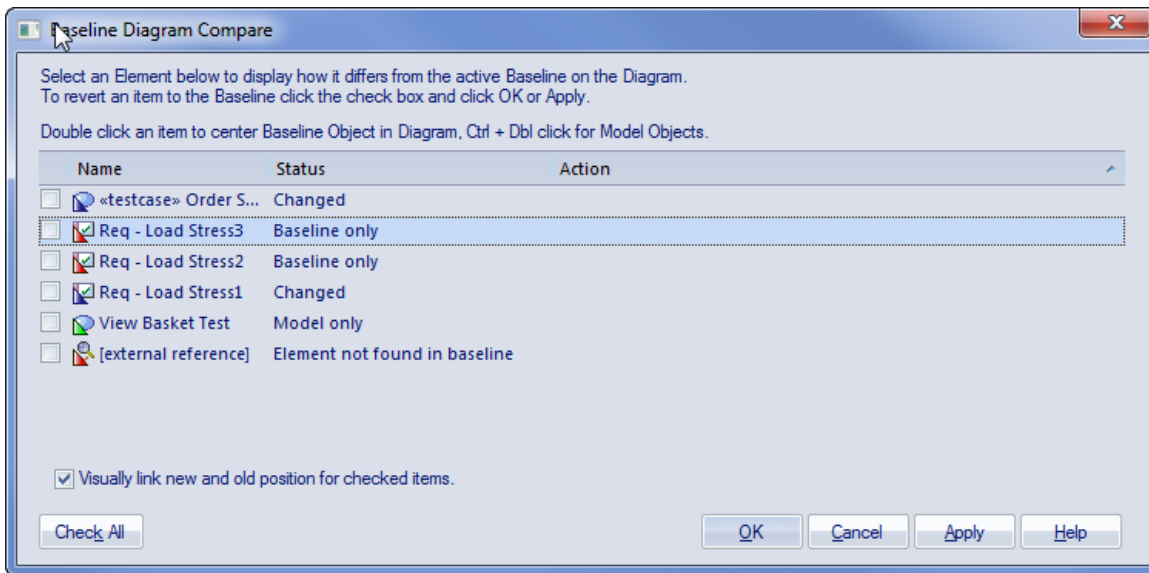 Baseline Diagram Compare
Select an Element below to display how it differs from the active Baseline on the Diagram.
To revert an item to the Baseline click the check box and click OK or Apply.
Double click an item to center Baseline Object in Diagram, Ctrl + Dbl click for Model Objects.
Name Status Action
«testcase» Order S... Changed
Req - Load Stress3 Baseline only
Req - Load Stress2 Baseline only
Req - Load Stress1 Changed
View Basket Test Model only
[external reference] Element not found in baseline
Visually link new and old position for checked items.
Check All OK Cancel Apply Help